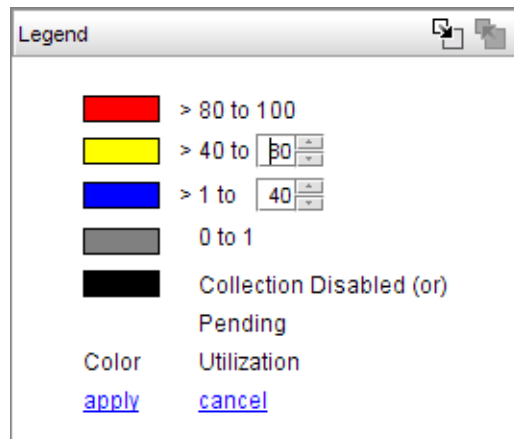 Legend
> 80 to 100
> 40 to 80
> 1 to 40
0 to 1
Collection Disabled (or)
Pending
Color Utilization
apply cancel